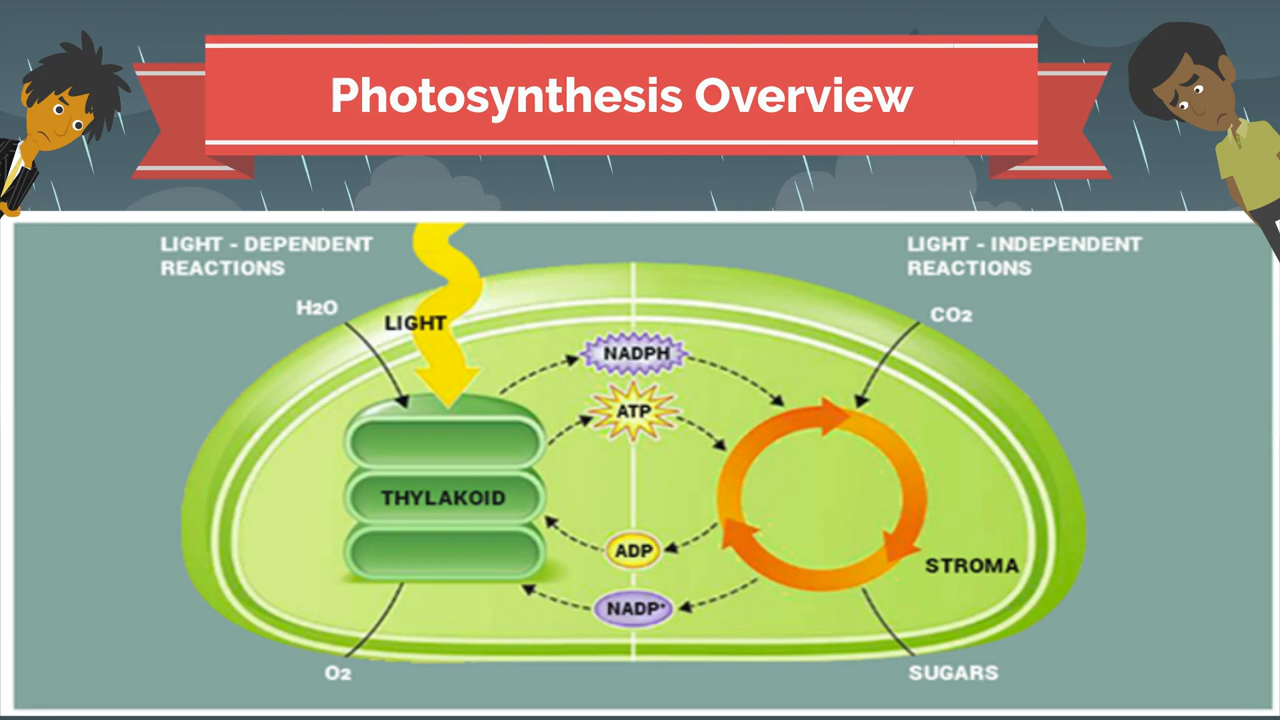 Photosynthesis Overview
LIGHT - DEPENDENT
REACTIONS
LIGHT - INDEPENDENT
REACTIONS
H2O
CO2
LIGHT
NADPH
ATP
THYLAKOID
ADP
STROMA
NADP+
O2
SUGARS